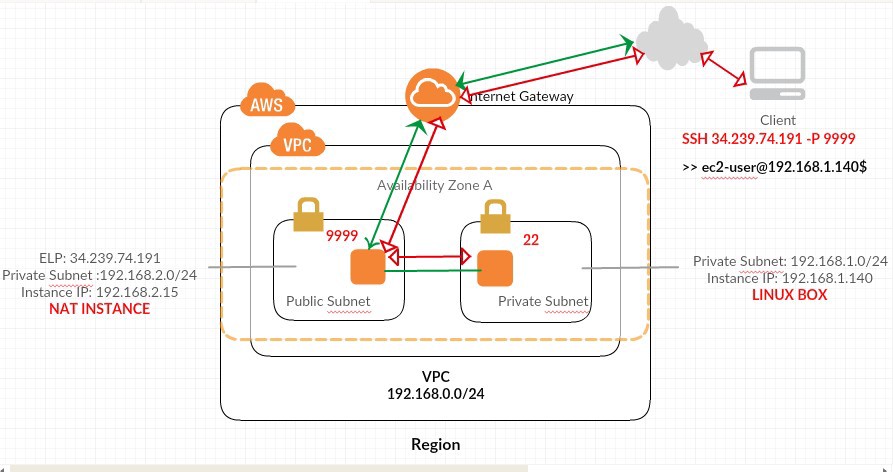 Internet Gateway
AWS
VPC
Client
SSH 34.239.74.191 -P 9999
>> ec2-user@192.168.1.140$
Availability Zone A
9999
22
ELP: 34.239.74.191
Private Subnet :192.168.2.0/24
Instance IP: 192.168.2.15
NAT INSTANCE
Private Subnet: 192.168.1.0/24
Instance IP: 192.168.1.140
LINUX BOX
Public Subnet
Private Subnet
VPC
192.168.0.0/24
Region